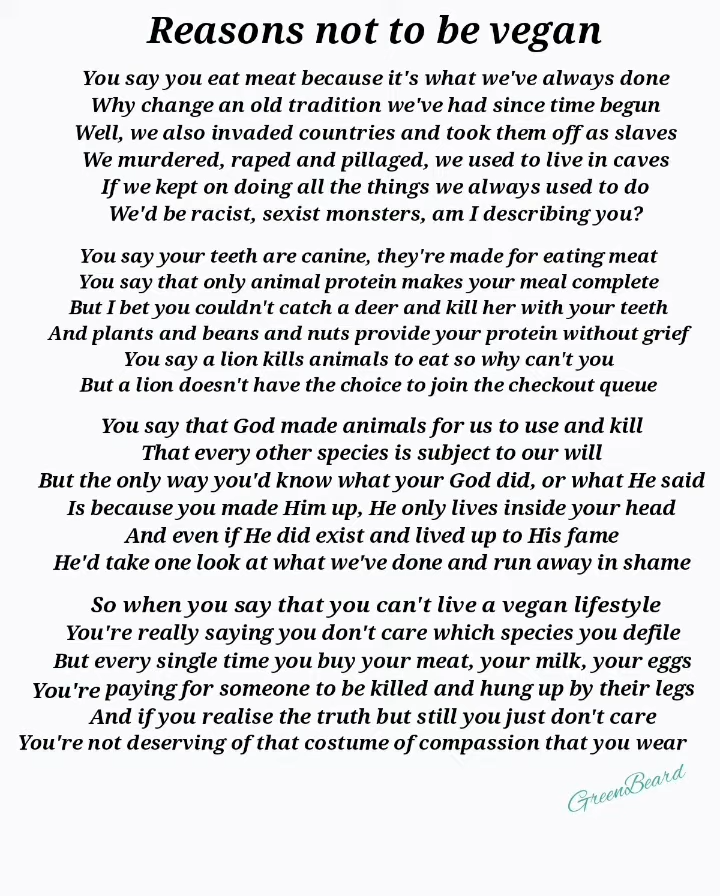 Reasons not to be vegan
You say you eat meat because it's what we've always done
Why change an old tradition we've had since time begun
Well, we also invaded countries and took them off as slaves
We murdered, raped and pillaged, we used to live in caves
If we kept on doing all the things we always used to do
We'd be racist, sexist monsters, am I describing you?
You say your teeth are canine, they're made for eating meat
You say that only animal protein makes your meal complete
But I bet you couldn't catch a deer and kill her with your teeth
And plants and beans and nuts provide your protein without grief
You say a lion kills animals to eat so why can't you
But a lion doesn't have the choice to join the checkout queue
You say that God made animals for us to use and kill
That every other species is subject to our will
But the only way you'd know what your God did, or what He said
Is because you made Him up, He only lives inside your head
And even if He did exist and lived up to His fame
He'd take one look at what we've done and run away in shame
So when you say that you can't live a vegan lifestyle
You're really saying you don't care which species you defile
But every single time you buy your meat, your milk, your eggs
You're paying for someone to be killed and hung up by their legs
And if you realise the truth but still you just don't care
You're not deserving of that costume of compassion that you wear
GreenBeard